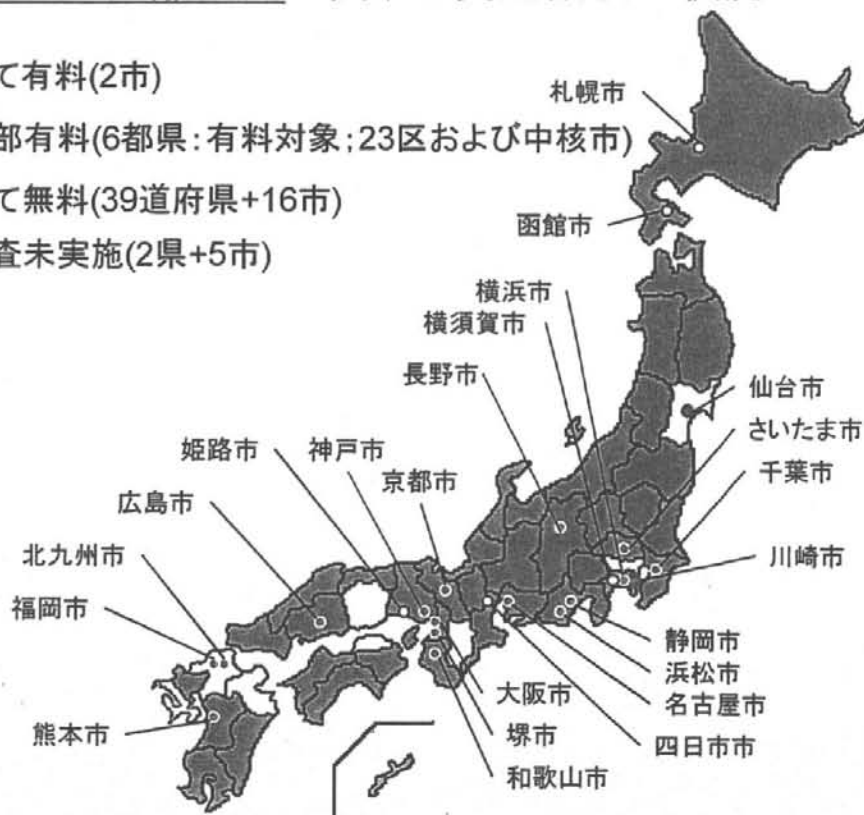 て有料(2市)
部有料(6都県：有料対象；23区および中核市)
て無料(39道府県+16市)
査未実施(2県+5市)
札幌市
函館市
横浜市
横須賀市
長野市
仙台市
さいたま市
千葉市
姫路市
神戸市
京都市
広島市
北九州市
川崎市
福岡市
静岡市
浜松市
大阪市
名古屋市
熊本市
堺市
四日市市
和歌山市